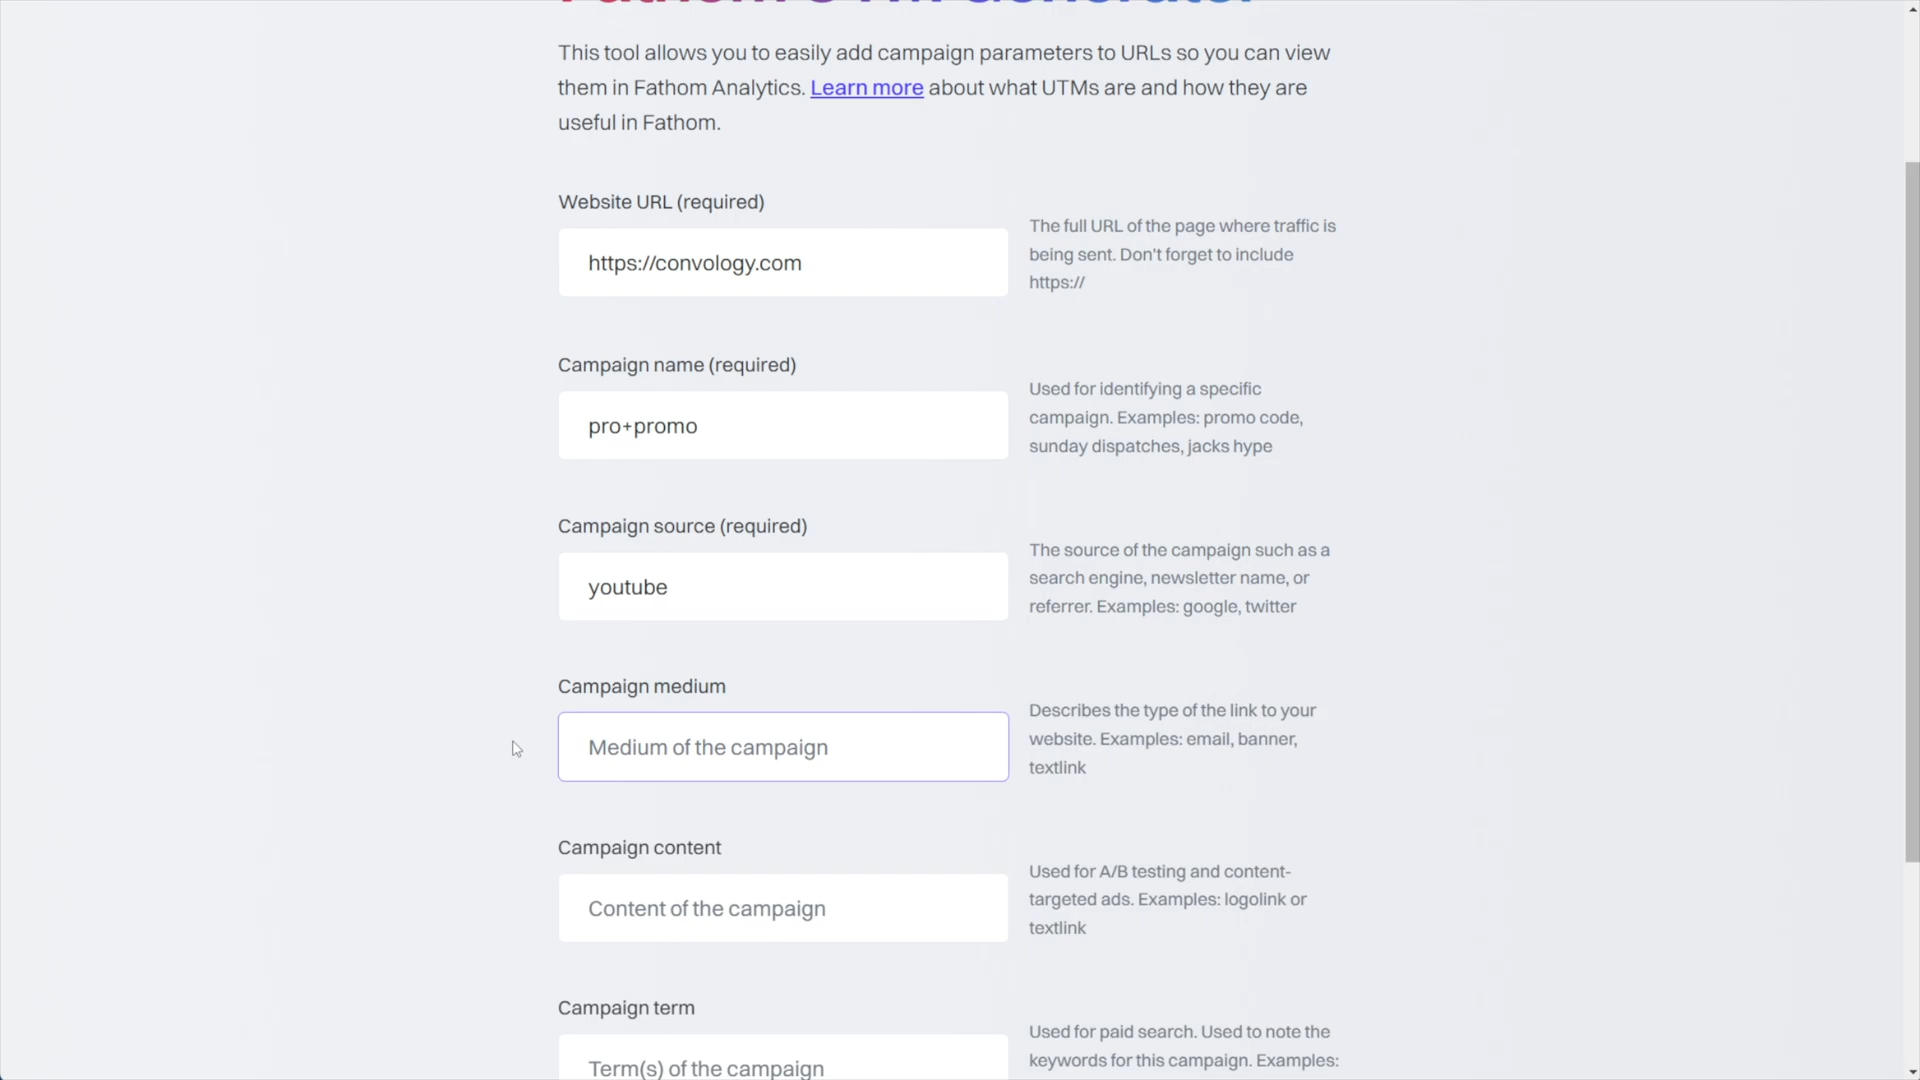 Fathom UTM Generator
This tool allows you to easily add campaign parameters to URLs so you can view
them in Fathom Analytics. Learn more about what UTMs are and how they are
useful in Fathom.
Website URL (required)
https://convology.com
The full URL of the page where traffic is
being sent. Don't forget to include
https://
Campaign name (required)
pro+promo
Used for identifying a specific
campaign. Examples: promo code,
sunday dispatches, jacks hype
Campaign source (required)
youtube
The source of the campaign such as a
search engine, newsletter name, or
referrer. Examples: google, twitter
Campaign medium
Medium of the campaign
Describes the type of the link to your
website. Examples: email, banner,
textlink
Campaign content
Content of the campaign
Used for A/B testing and content-
targeted ads. Examples: logolink or
textlink
Campaign term
Term(s) of the campaign
Used for paid search. Used to note the
keywords for this campaign. Examples: